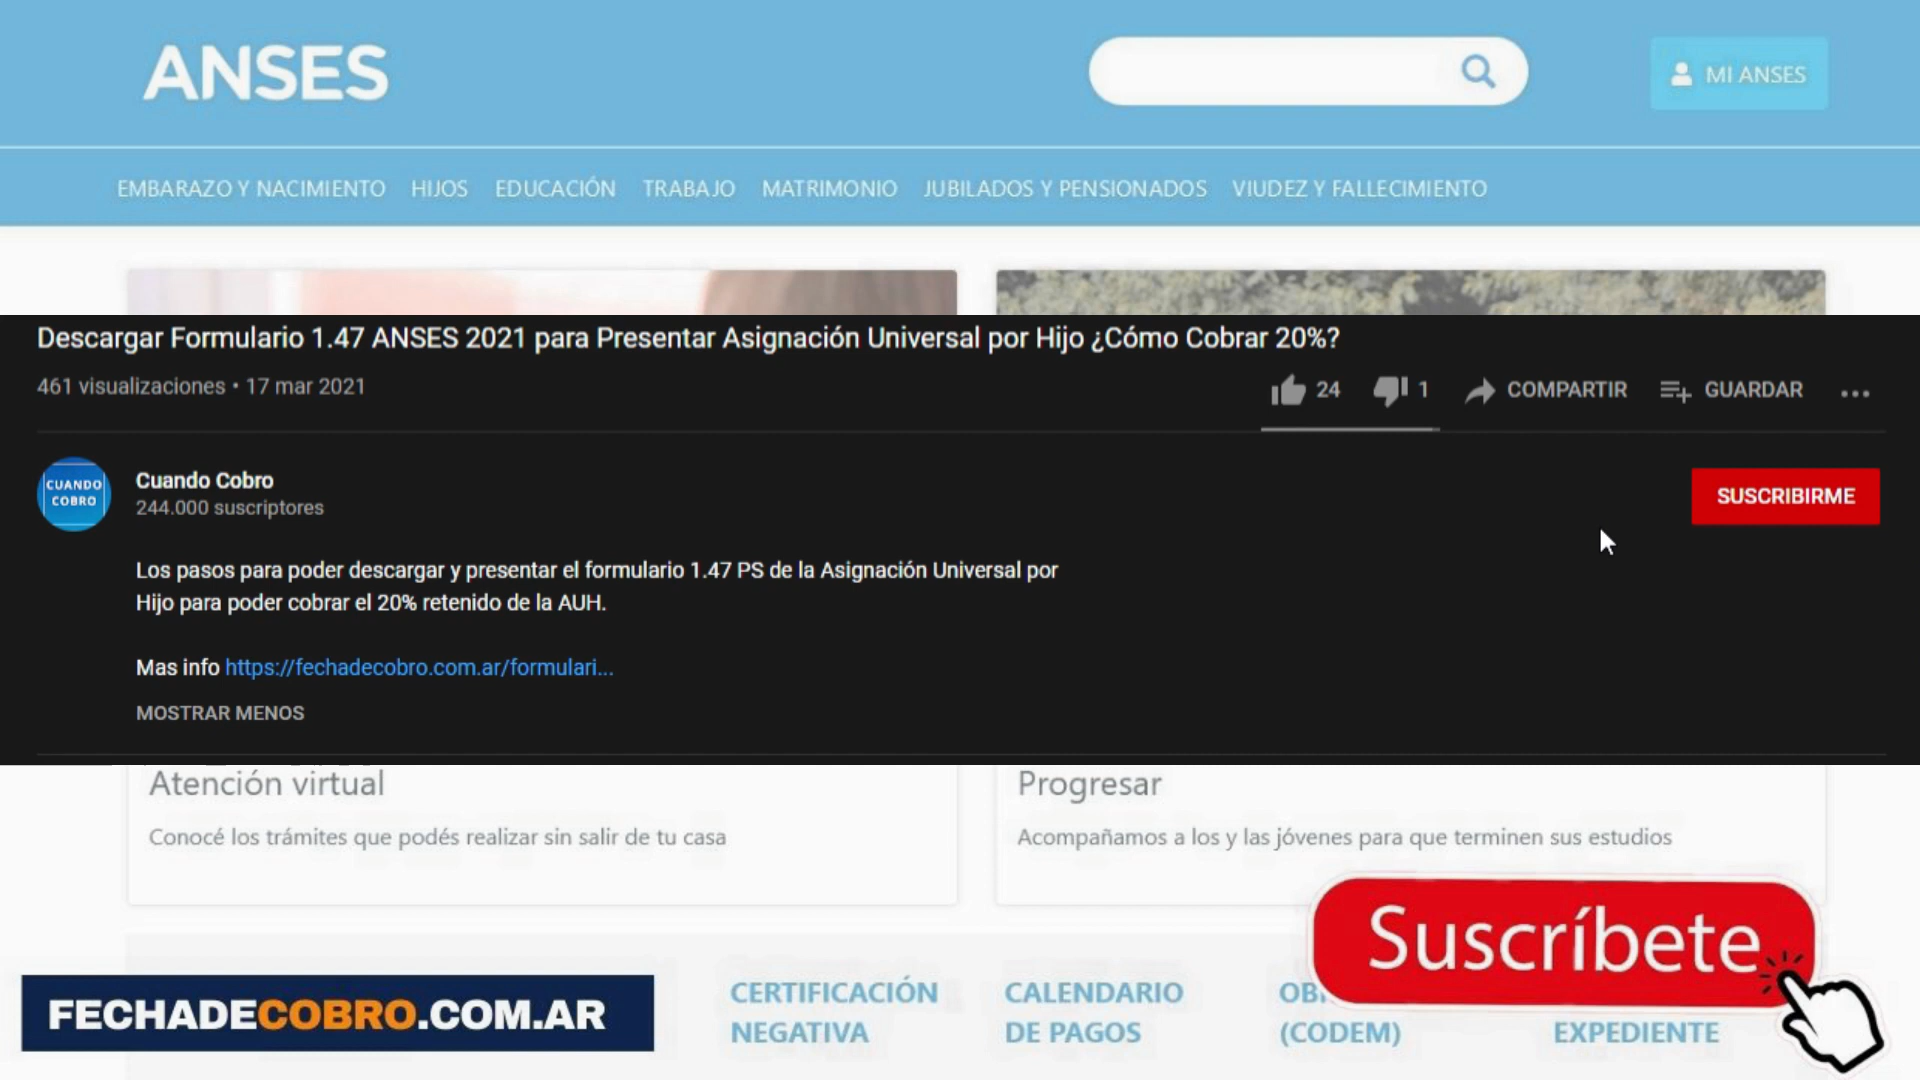 ANSES
MI ANSES
EMBARAZO Y NACIMIENTO HIJOS EDUCACIÓN TRABAJO MATRIMONIO JUBILADOS Y PENSIONADOS VIUDEZ Y FALLECIMIENTO
Descargar Formulario 1.47 ANSES 2021 para Presentar Asignación Universal por Hijo ¿Cómo Cobrar 20%?
461 visualizaciones • 17 mar 2021
24 1 COMPARTIR GUARDAR
CUANDO
COBRO
Cuando Cobro
244.000 suscriptores
SUSCRIBIRME
Los pasos para poder descargar y presentar el formulario 1.47 PS de la Asignación Universal por
Hijo para poder cobrar el 20% retenido de la AUH.
Mas info https://fechadecobro.com.ar/formulari...
MOSTRAR MENOS
Atención virtual
Conocé los trámites que podés realizar sin salir de tu casa
Progresar
Acompañamos a los y las jóvenes para que terminen sus estudios
Suscríbete
FECHADECOBRO.COM.AR
CERTIFICACIÓN
NEGATIVA
CALENDARIO
DE PAGOS
(CODEM)
EXPEDIENTE